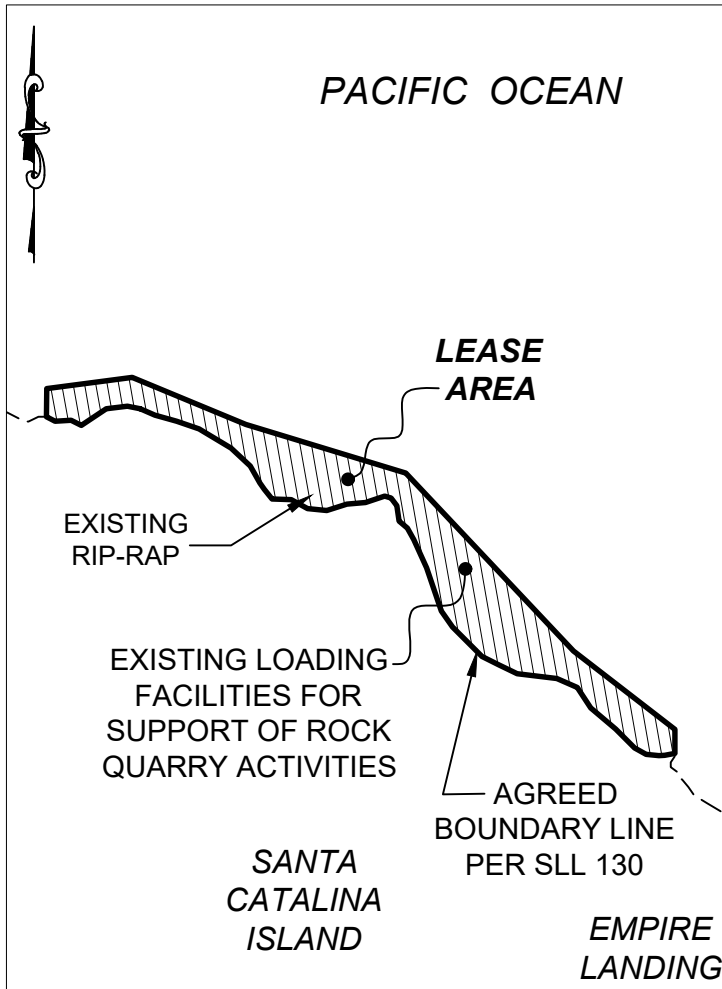 PACIFIC OCEAN
LEASE
AREA
EXISTING
RIP-RAP
EXISTING LOADING
FACILITIES FOR
SUPPORT OF ROCK
QUARRY ACTIVITIES
AGREED
BOUNDARY LINE
PER SLL 130
SANTA
CATALINA
ISLAND
EMPIRE
LANDING